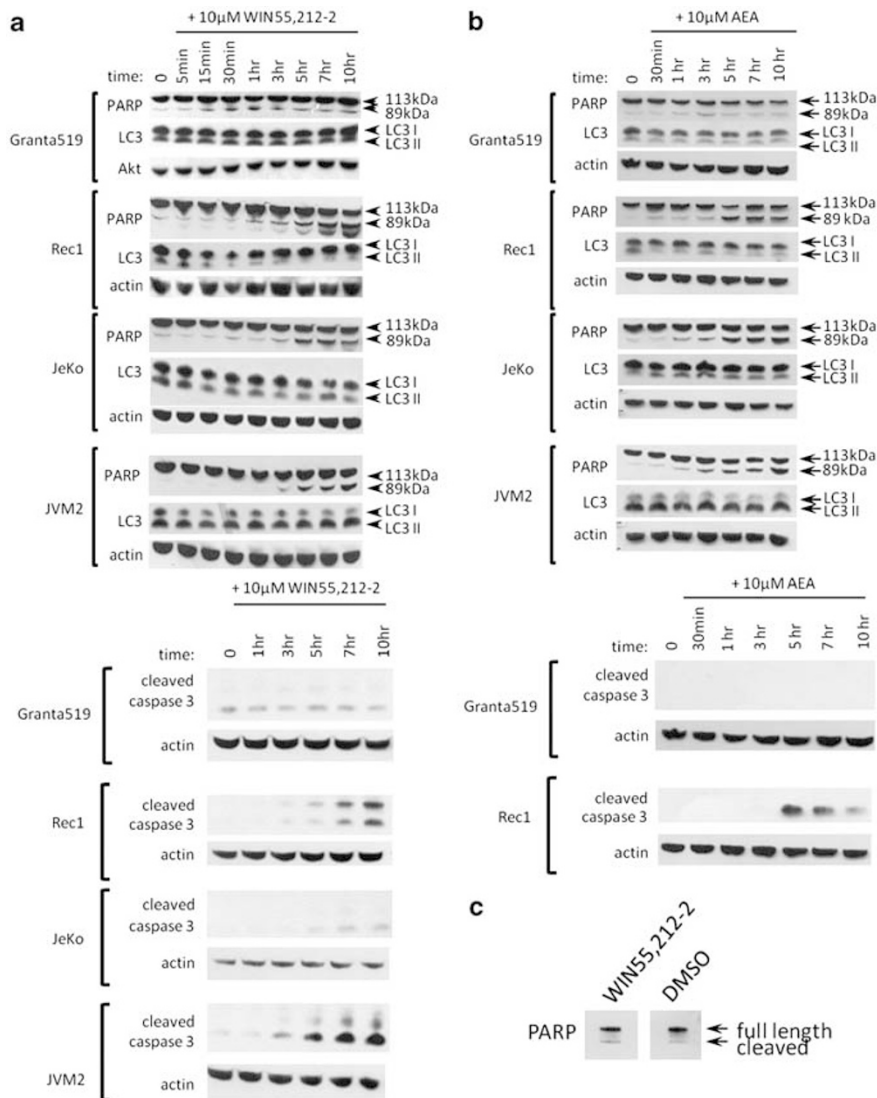 a
+ 10µM WIN55,212-2
time: 0 5min 15min 30min 1hr 3hr 5hr 7hr 10hr
Granta519
PARP 113kDa
89kDa
LC3 LC3 I
LC3 II
Akt
Rec1
PARP 113kDa
89kDa
LC3 LC3 I
LC3 II
actin
JeKo
PARP 113kDa
89kDa
LC3 LC3 I
LC3 II
actin
JVM2
PARP 113kDa
89kDa
LC3 LC3 I
LC3 II
actin
+ 10µM WIN55,212-2
time: 0 1hr 3hr 5hr 7hr 10hr
Granta519
cleaved
caspase 3
actin
Rec1
cleaved
caspase 3
actin
JeKo
cleaved
caspase 3
actin
JVM2
cleaved
caspase 3
actin
b
+ 10µM AEA
time: 0 30min 1 hr 3 hr 5 hr 7 hr 10 hr
Granta519
PARP 113kDa
89kDa
LC3 LC3 I
LC3 II
actin
Rec1
PARP 113kDa
89kDa
LC3 LC3 I
LC3 II
actin
JeKo
PARP 113kDa
89kDa
LC3 LC3 I
LC3 II
actin
JVM2
PARP 113kDa
89kDa
LC3 LC3 I
LC3 II
actin
+ 10µM AEA
time: 0 30min 1 hr 3 hr 5 hr 7 hr 10 hr
Granta519
cleaved
caspase 3
actin
Rec1
cleaved
caspase 3
actin
c
WIN55,212-2 DMSO
PARP full length
cleaved